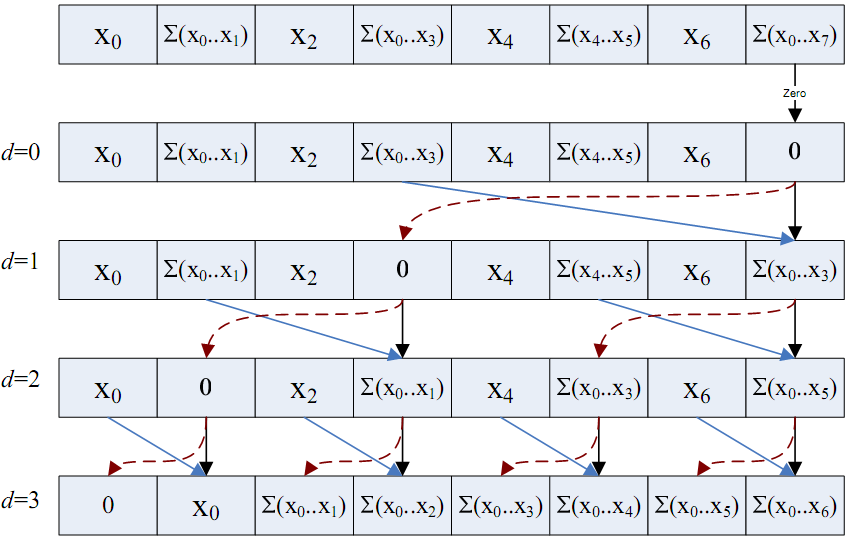 x₀ Σ(x₀..x₁) x₂ Σ(x₀..x₃) x₄ Σ(x₄..x₅) x₆ Σ(x₀..x₇)
Zero
d=0 x₀ Σ(x₀..x₁) x₂ Σ(x₀..x₃) x₄ Σ(x₄..x₅) x₆ 0
d=1 x₀ Σ(x₀..x₁) x₂ 0 x₄ Σ(x₄..x₅) x₆ Σ(x₀..x₃)
d=2 x₀ 0 x₂ Σ(x₀..x₁) x₄ Σ(x₀..x₃) x₆ Σ(x₀..x₅)
d=3 0 x₀ Σ(x₀..x₁) Σ(x₀..x₂) Σ(x₀..x₃) Σ(x₀..x₄) Σ(x₀..x₅) Σ(x₀..x₆)